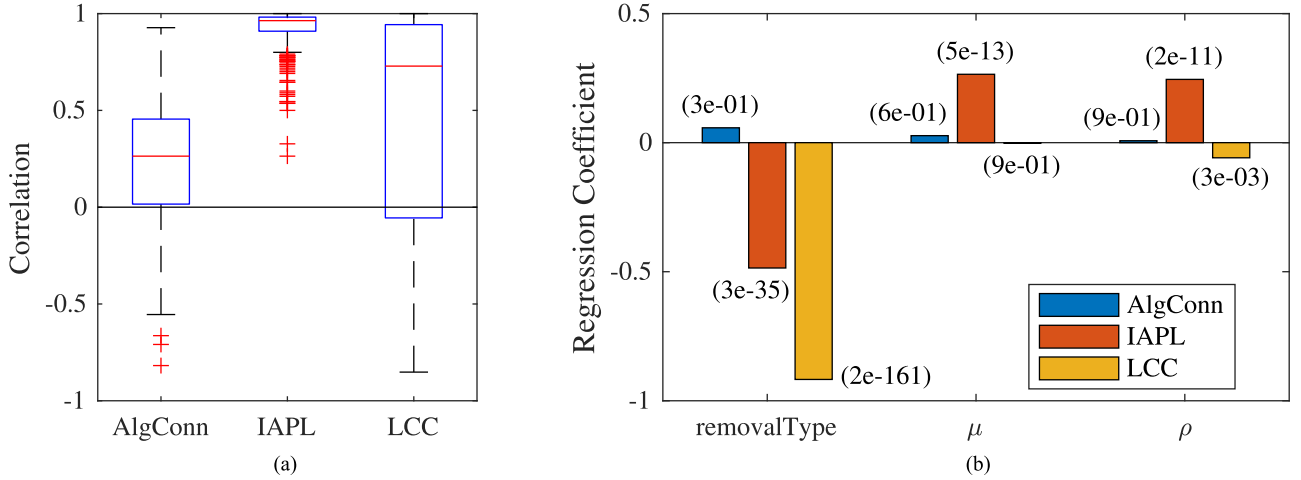 1
0.5
0
-0.5
-1
Correlation
AlgConn
IAPL
LCC
(a)
0.5
0
-0.5
-1
Regression Coefficient
(3e-01)
(3e-35)
(2e-161)
(6e-01)
(5e-13)
(9e-01)
(9e-01)
(2e-11)
(3e-03)
AlgConn
IAPL
LCC
removalType
μ
ρ
(b)